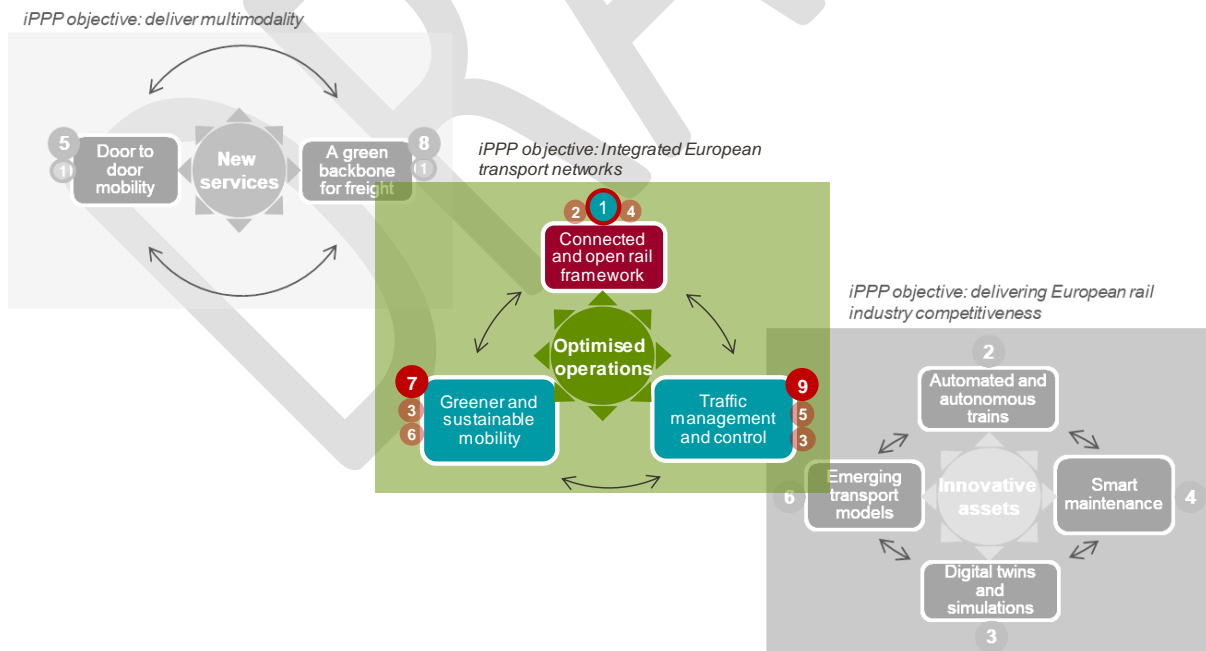 iPPP objective: deliver multimodality
5
1
Door to
door
mobility
New
services
A green
backbone
for freight
8
1
iPPP objective: Integrated European
transport networks
2
1
4
Connected
and open rail
framework
Optimised
operations
7
3
6
Greener and
sustainable
mobility
Traffic
management
and control
9
5
3
iPPP objective: delivering European rail
industry competitiveness
2
Automated and
autonomous
trains
6
Emerging
transport
models
Innovative
assets
Smart
maintenance
4
Digital twins
and
simulations
3